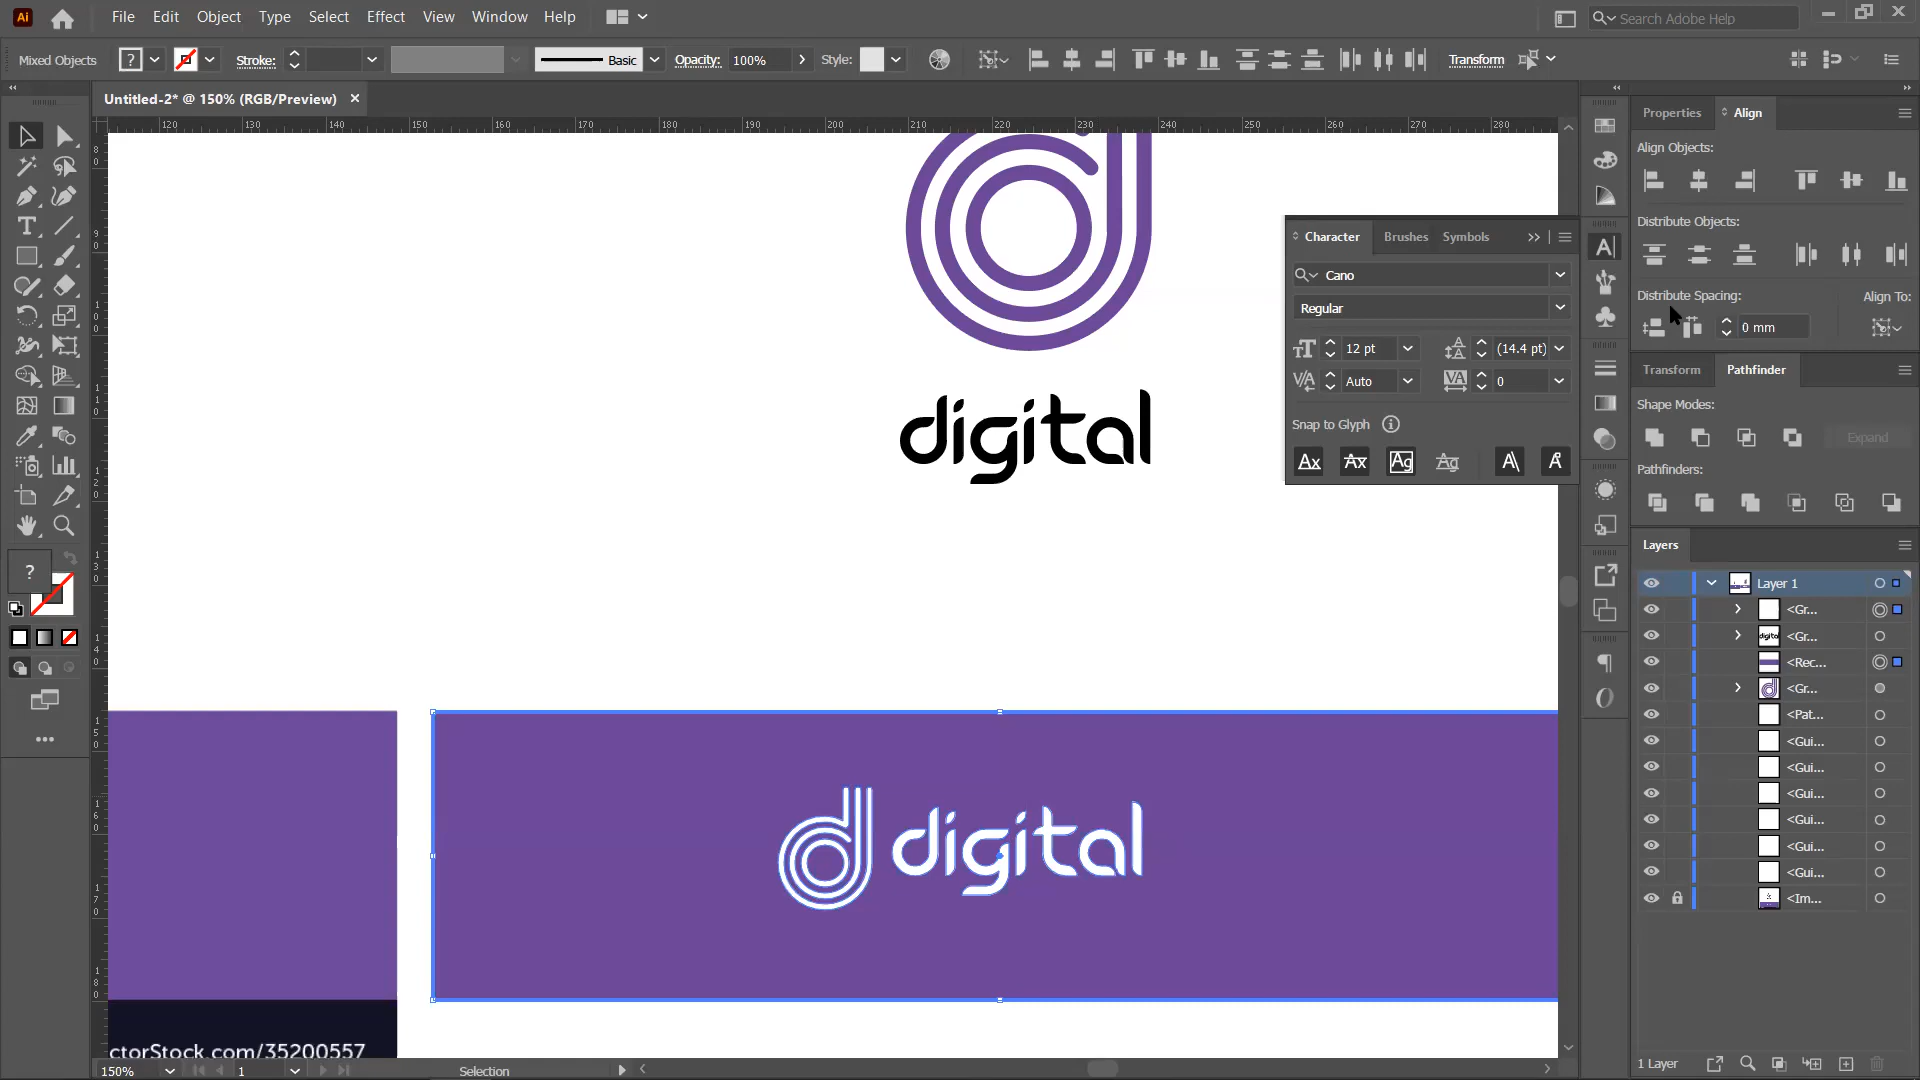 Ai File Edit Object Type Select Effect View Window Help Search Adobe Help
Mixed Objects ? Stroke: Basic Opacity: 100% Style: Transform
Untitled-2* @ 150% (RGB/Preview)
120 130 140 150 160 170 180 190 200 210 220 230 240 250 260 270 280
Properties Align
Align Objects:
Distribute Objects:
Distribute Spacing: Align To:
0 mm
Character Brushes Symbols
Cano
Regular
12 pt (14.4 pt)
Auto 0
Snap to Glyph
Transform Pathfinder
Shape Modes:
Expand
Pathfinders:
Layers
Layer 1
<Gr...
<Gr...
<Rec...
<Gr...
<Pat...
<Gui...
<Gui...
<Gui...
<Gui...
<Gui...
<Gui...
<Im...
1 Layer
digital
digital
ctorStock.com/35200557
150% 1 Selection